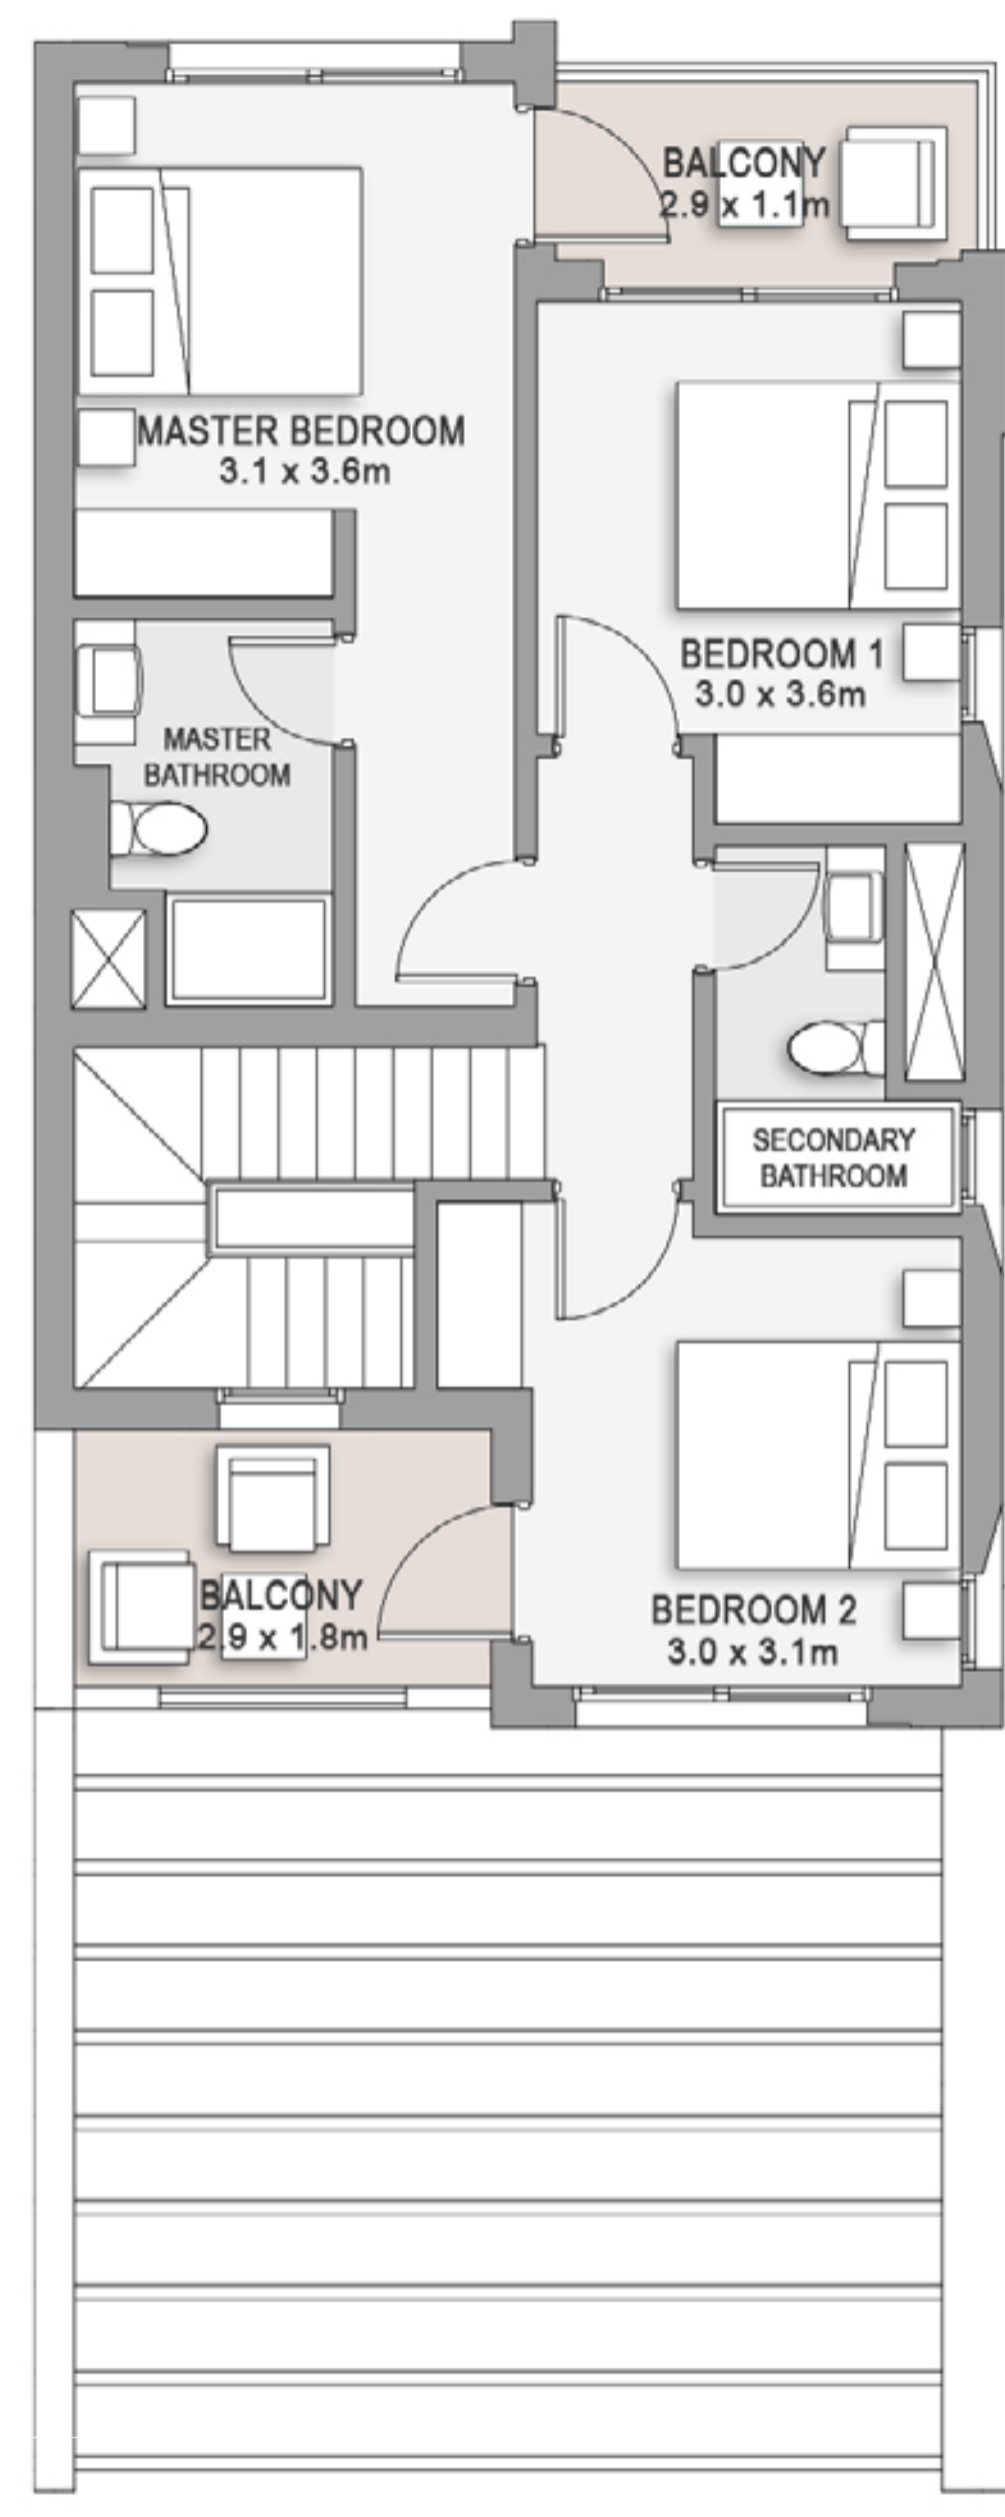 BALCONY
2.9 x 1.1m
MASTER BEDROOM
3.1 x 3.6m
BEDROOM 1
3.0 x 3.6m
MASTER
BATHROOM
SECONDARY
BATHROOM
BALCONY
2.9 x 1.8m
BEDROOM 2
3.0 x 3.1m